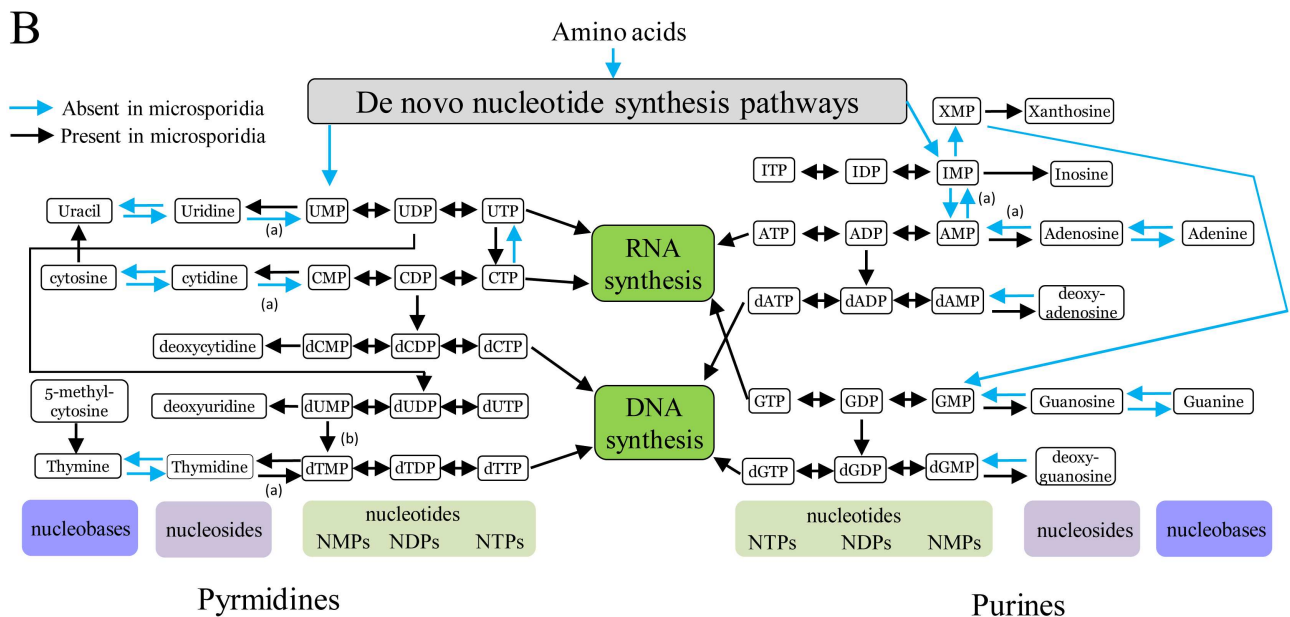 B
Amino acids
De novo nucleotide synthesis pathways
Absent in microsporidia
Present in microsporidia
XMP
Xanthosine
ITP
IDP
IMP
Inosine
(a)
(a)
Uracil
Uridine
UMP
UDP
UTP
(a)
RNA
synthesis
ATP
ADP
AMP
Adenosine
Adenine
cytosine
cytidine
CMP
CDP
CTP
(a)
dATP
dADP
dAMP
deoxy-
adenosine
deoxycytidine
dCMP
dCDP
dCTP
5-methyl-
cytosine
deoxyuridine
dUMP
dUDP
dUTP
DNA
synthesis
GTP
GDP
GMP
Guanosine
Guanine
(b)
Thymine
Thymidine
dTMP
dTDP
dTTP
(a)
dGTP
dGDP
dGMP
deoxy-
guanosine
nucleobases
nucleosides
nucleotides
NMPs NDPs NTPs
nucleotides
NTPs NDPs NMPs
nucleosides
nucleobases
Pyrmidines
Purines